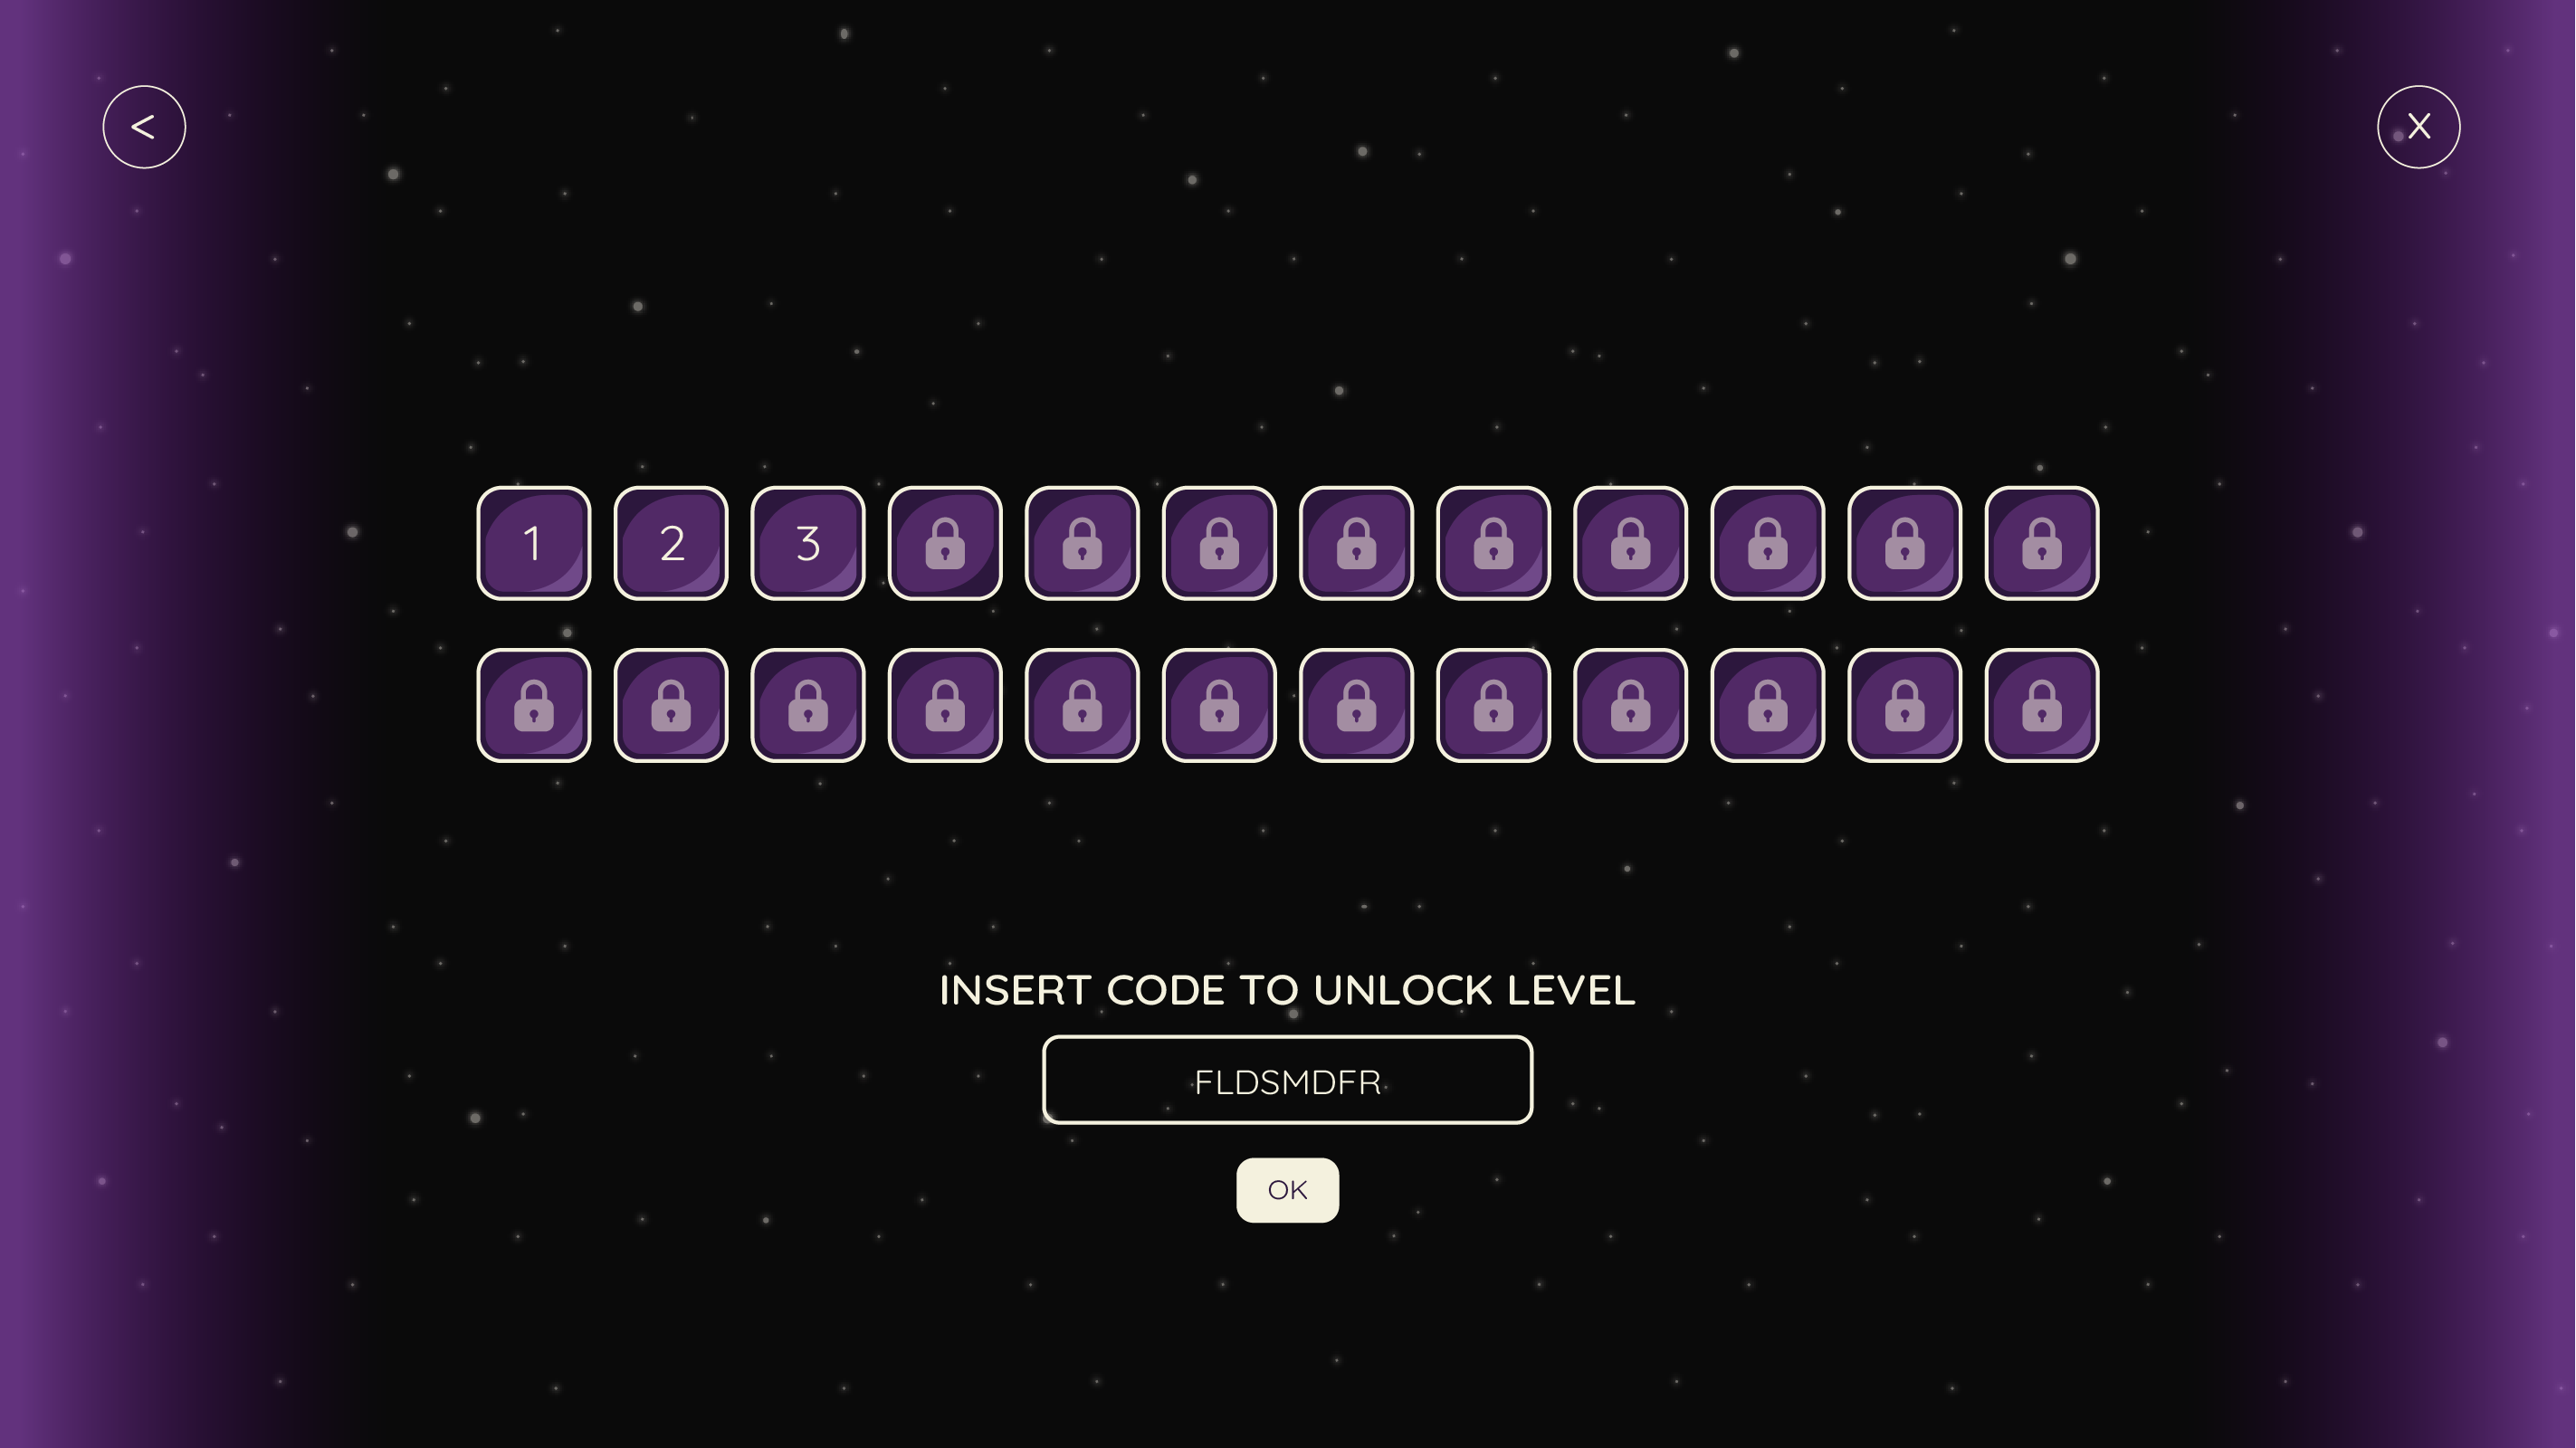 <
X
1 2 3
INSERT CODE TO UNLOCK LEVEL
FLDSMDFR
OK